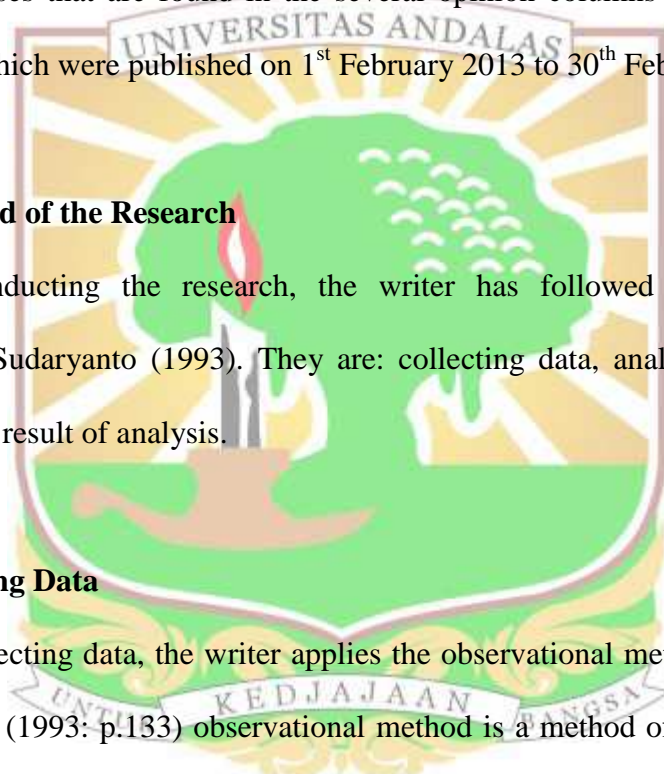 ses that are found in the several opinion columns
UNIVERSITAS ANDALAS
hich were published on 1st February 2013 to 30th Feb
d of the Research
nducting the research, the writer has followed
Sudaryanto (1993). They are: collecting data, anal
result of analysis.
ng Data
ecting data, the writer applies the observational me
UNTUK KEDJAJAAN BANGSA
(1993: p.133) observational method is a method o